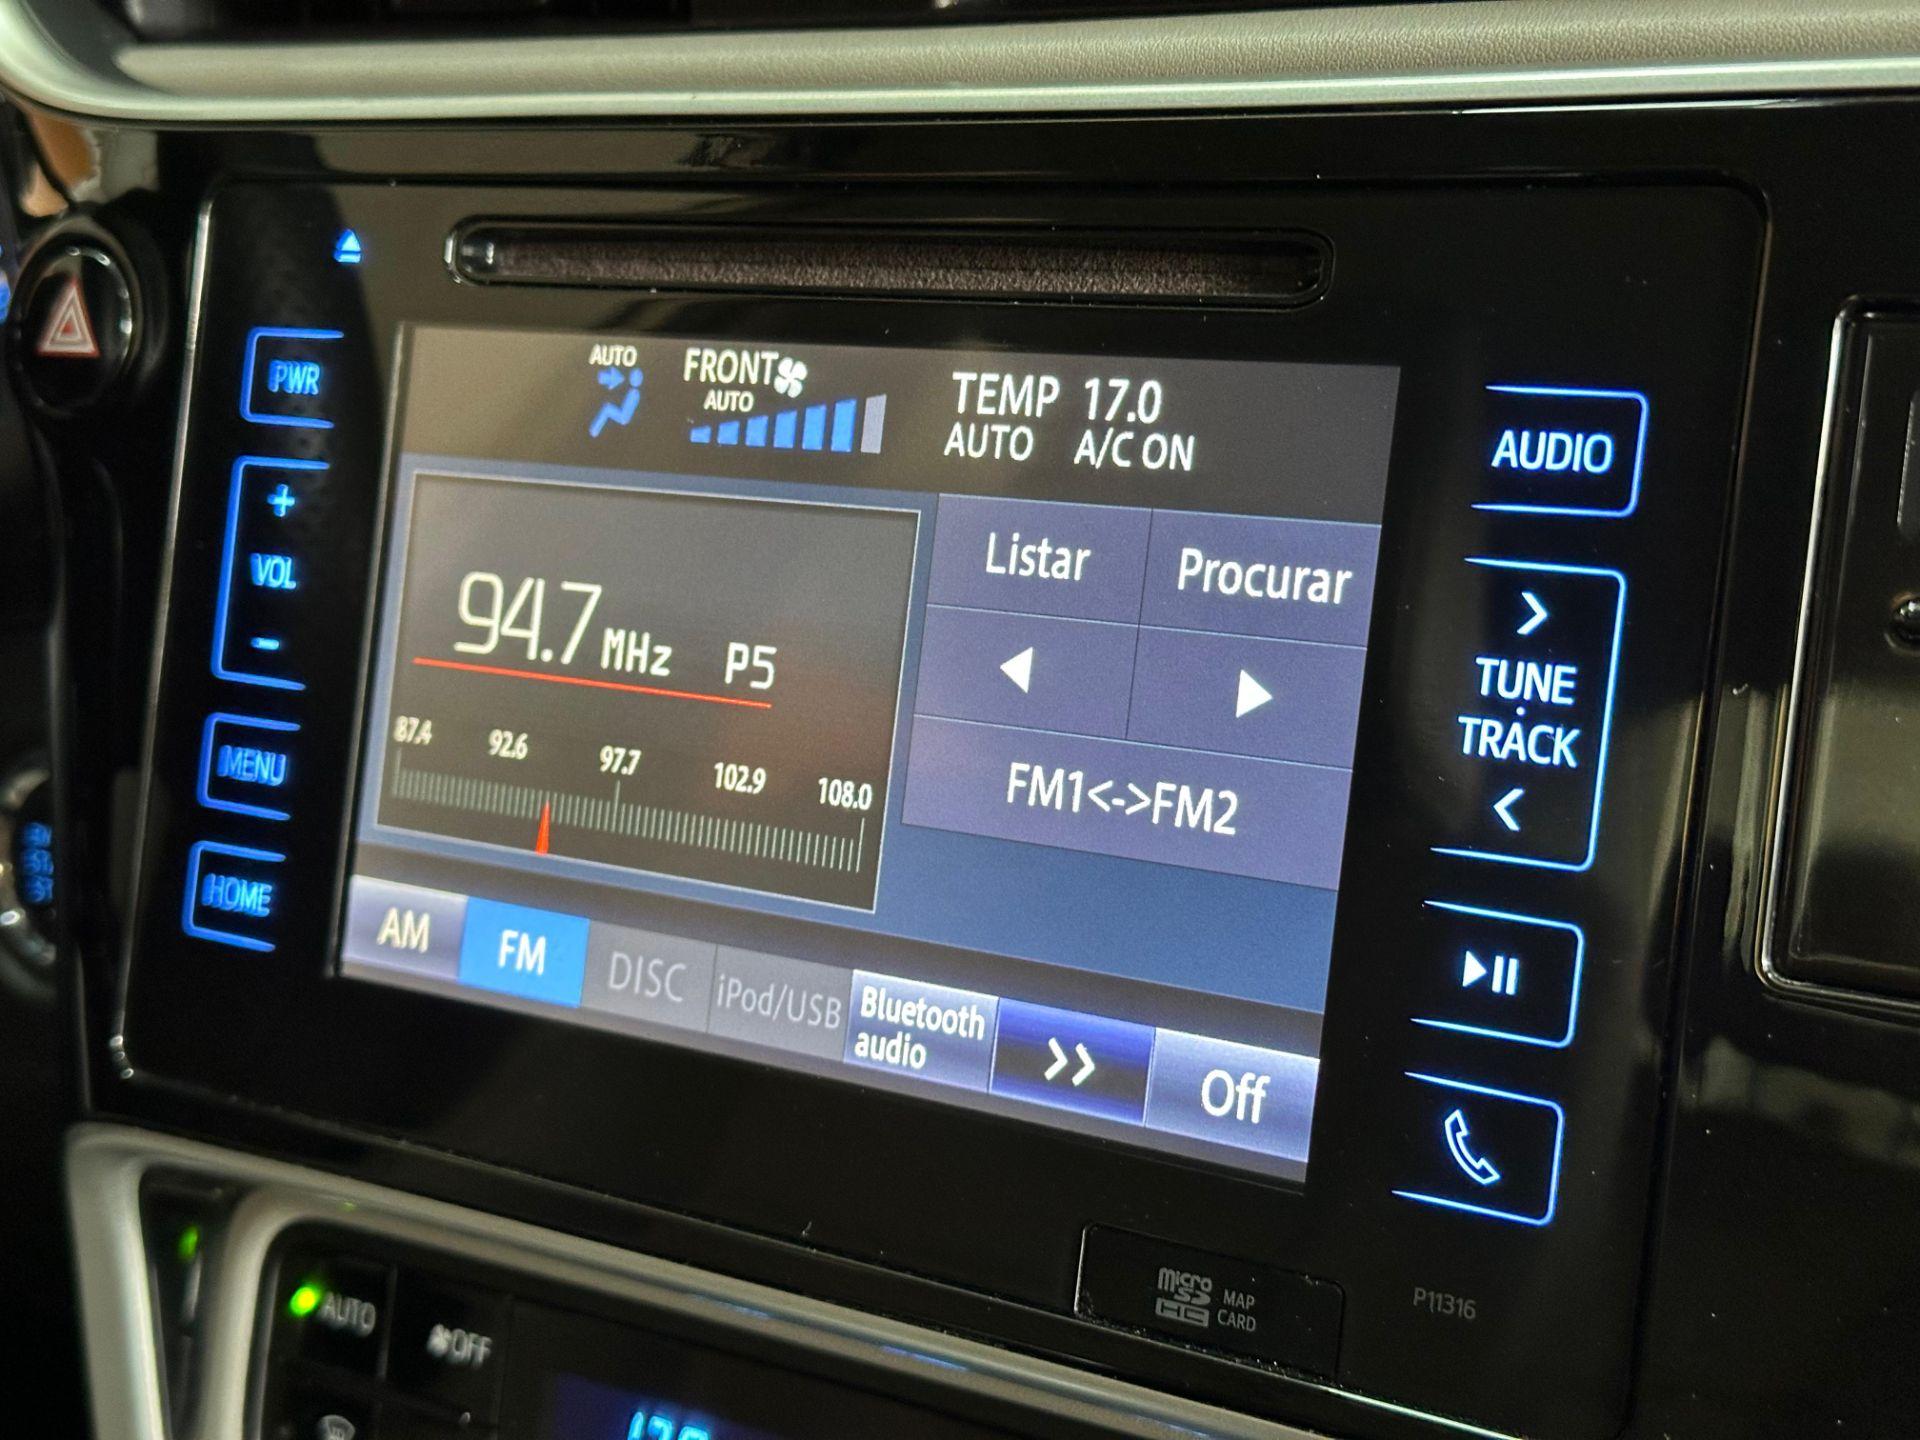 PWR
+
VOL
-
MENU
HOME
AUTO
FRONT
AUTO
TEMP 17.0
AUTO A/C ON
94.7 MHz P5
87.4 92.6 97.7 102.9 108.0
Listar
Procurar
FM1<->FM2
AM
FM
DISC
iPod/USB
Bluetooth
audio
>>
Off
AUDIO
>
TUNE
·
TRACK
<
micro
SD
HC
MAP
CARD
P11316
AUTO
OFF